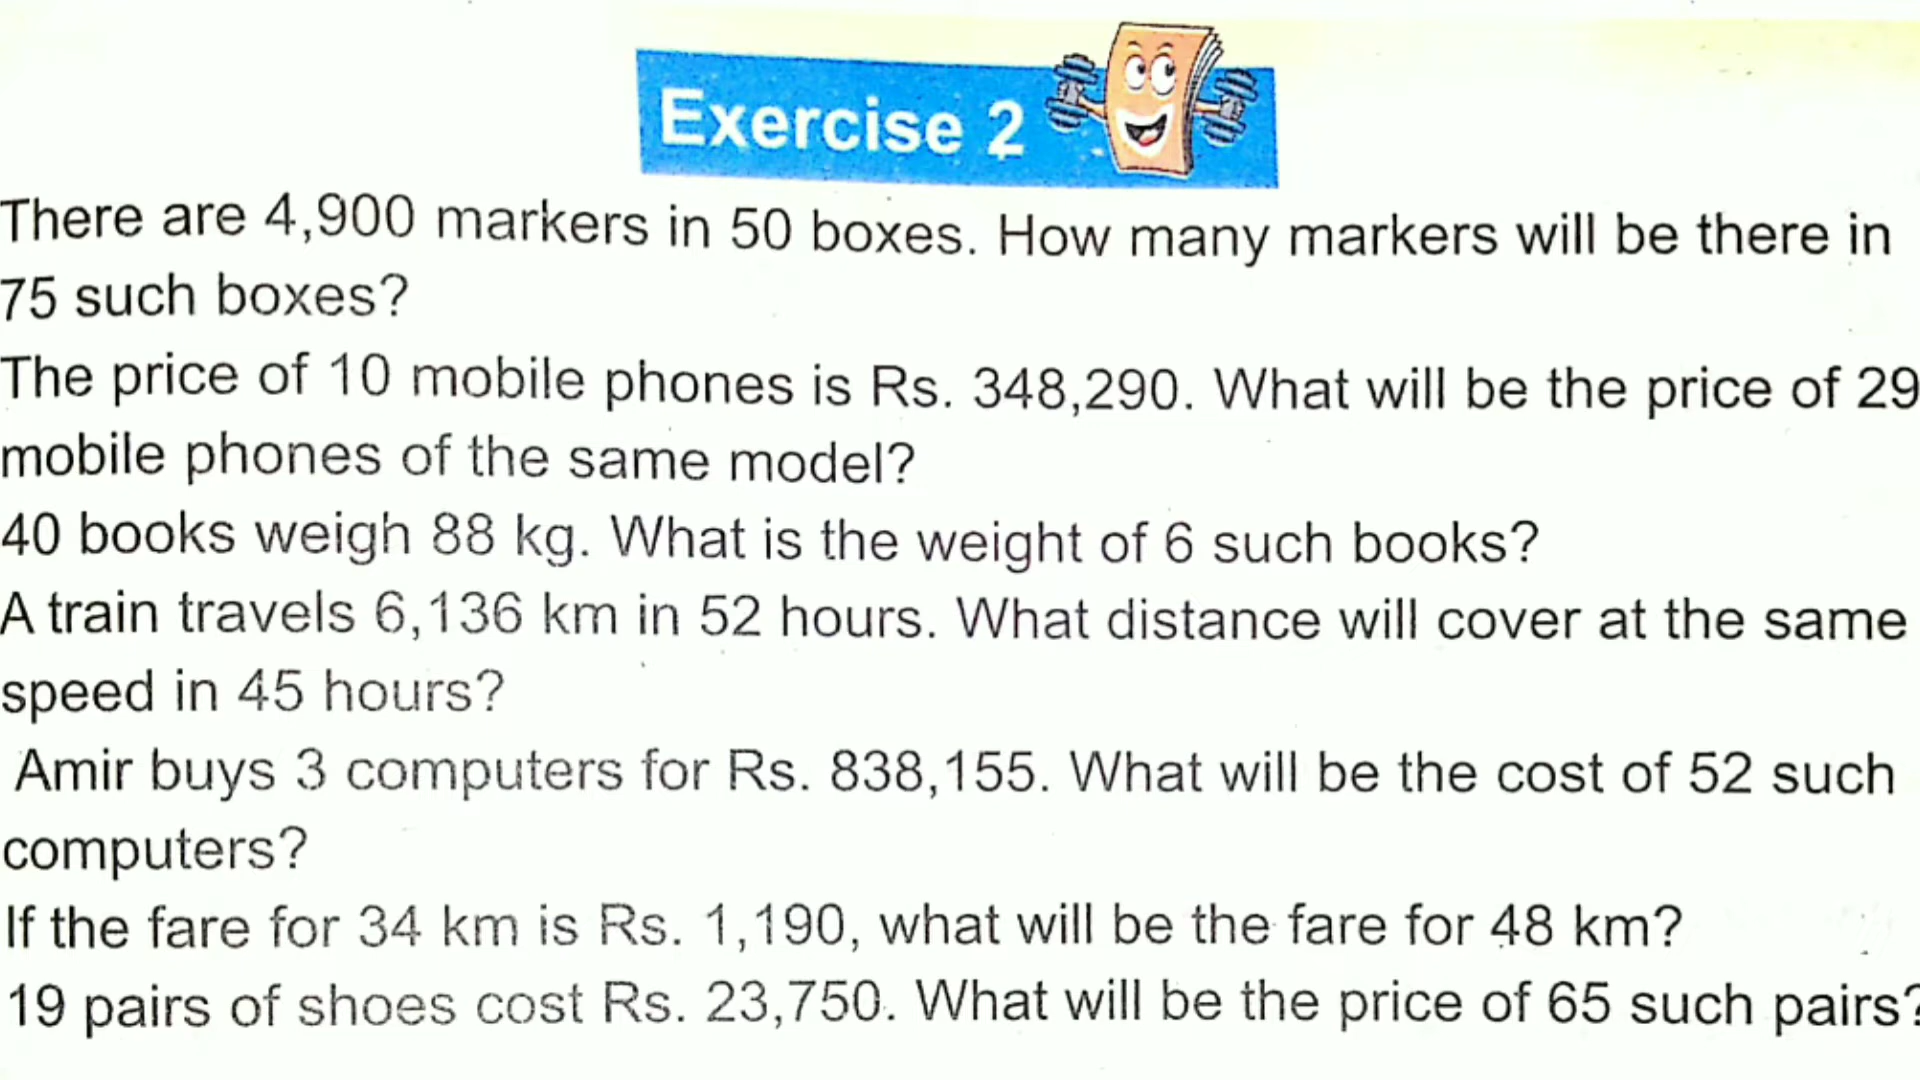 Exercise 2
There are 4,900 markers in 50 boxes. How many markers will be there in
75 such boxes?
The price of 10 mobile phones is Rs. 348,290. What will be the price of 29
mobile phones of the same model?
40 books weigh 88 kg. What is the weight of 6 such books?
A train travels 6,136 km in 52 hours. What distance will cover at the same
speed in 45 hours?
Amir buys 3 computers for Rs. 838,155. What will be the cost of 52 such
computers?
If the fare for 34 km is Rs. 1,190, what will be the fare for 48 km?
19 pairs of shoes cost Rs. 23,750. What will be the price of 65 such pairs?